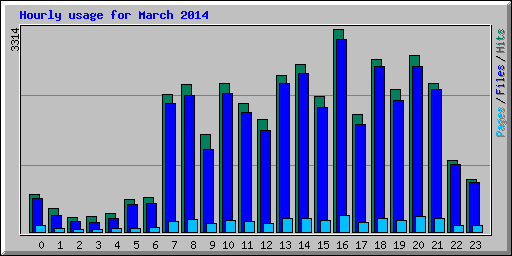 Hourly usage for March 2014
3314
Pages / Files / Hits
0 1 2 3 4 5 6 7 8 9 10 11 12 13 14 15 16 17 18 19 20 21 22 23